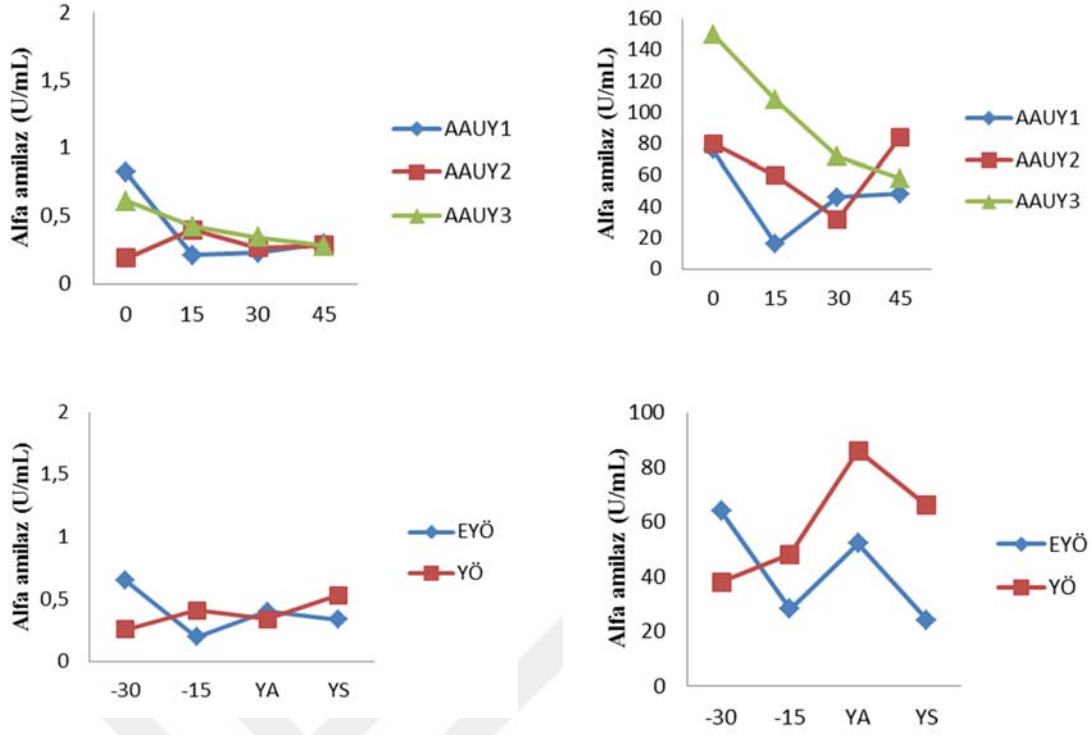 Alfa amilaz (U/mL)
2
1,5
1
0,5
0
0 15 30 45
AAUY1
AAUY2
AAUY3
Alfa amilaz (U/mL)
160
140
120
100
80
60
40
20
0
0 15 30 45
AAUY1
AAUY2
AAUY3
Alfa amilaz (U/mL)
2
1,5
1
0,5
0
-30 -15 YA YS
EYÖ
YÖ
Alfa amilaz (U/mL)
100
80
60
40
20
0
-30 -15 YA YS
EYÖ
YÖ